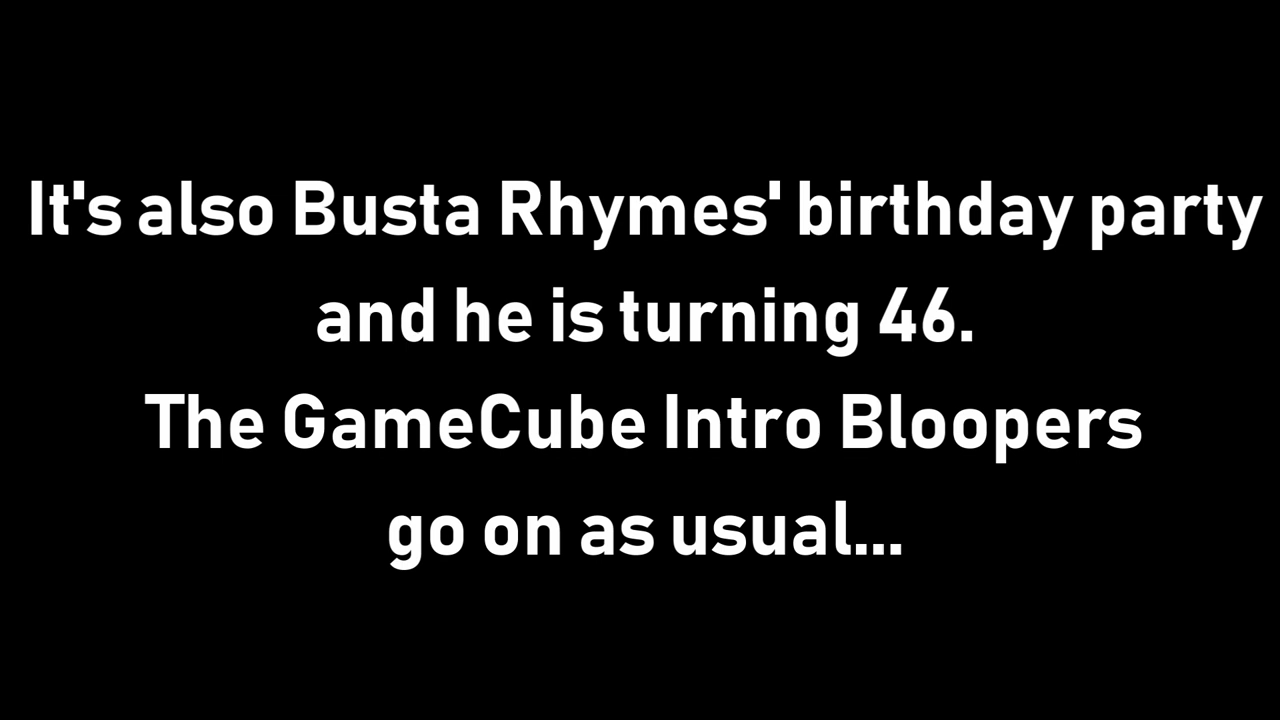 It's also Busta Rhymes' birthday party
and he is turning 46.
The GameCube Intro Bloopers
go on as usual...